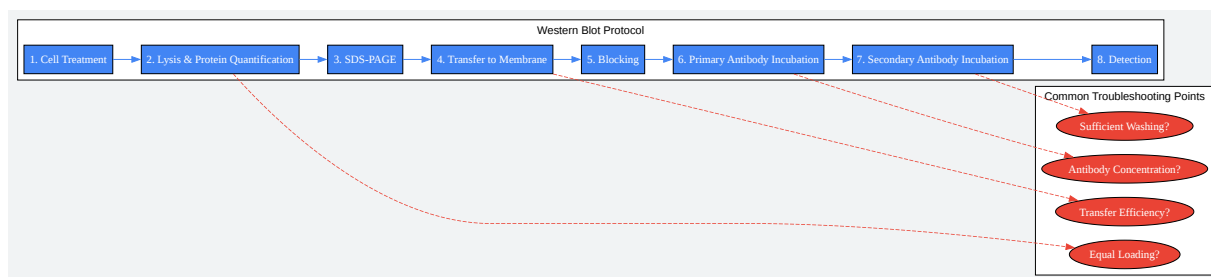 Western Blot Protocol
1. Cell Treatment
2. Lysis & Protein Quantification
3. SDS-PAGE
4. Transfer to Membrane
5. Blocking
6. Primary Antibody Incubation
7. Secondary Antibody Incubation
8. Detection
Common Troubleshooting Points
Sufficient Washing?
Antibody Concentration?
Transfer Efficiency?
Equal Loading?